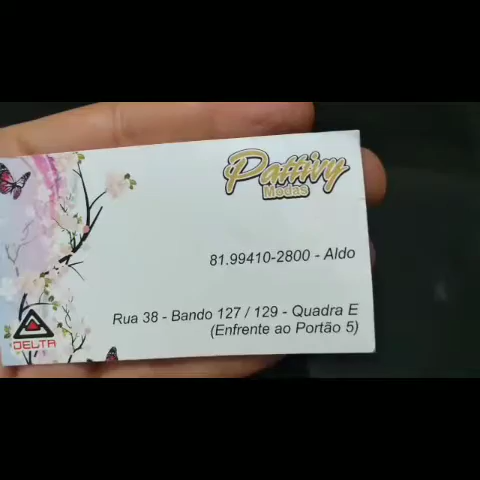 Pattivy
Modas
81.99410-2800 - Aldo
Rua 38 - Bando 127 / 129 - Quadra E
(Enfrente ao Portão 5)
DELTA